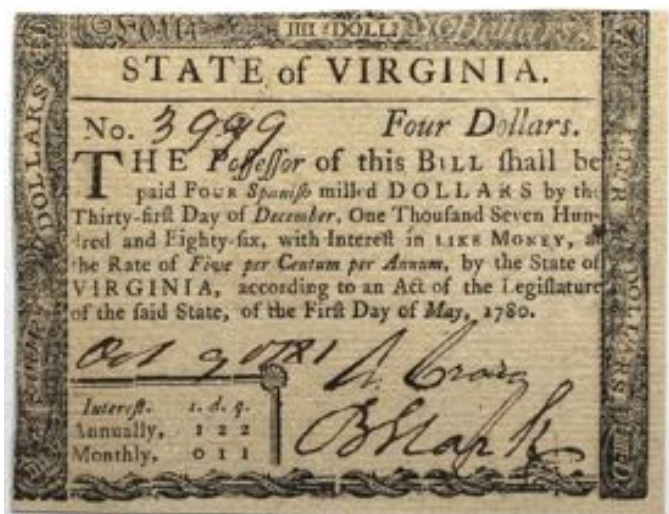 Four IIII DOLL Dollars.
STATE of VIRGINIA.
No. 3999 Four Dollars.
THE Poſſeſſor of this BILL ſhall be
paid FOUR Spaniſh milled DOLLARS by the
Thirty-firſt Day of December, One Thouſand Seven Hun-
dred and Eighty-ſix, with Intereſt in LIKE MONEY, at
the Rate of Five per Centum per Annum, by the State of
VIRGINIA, according to an Act of the Legiſlature
of the ſaid State, of the Firſt Day of May, 1780.
Oct 9
Intereſt. s. d. q.
Annually, 1 2 2
Monthly, 0 1 1
DOLLARS
FOUR DOLLARS